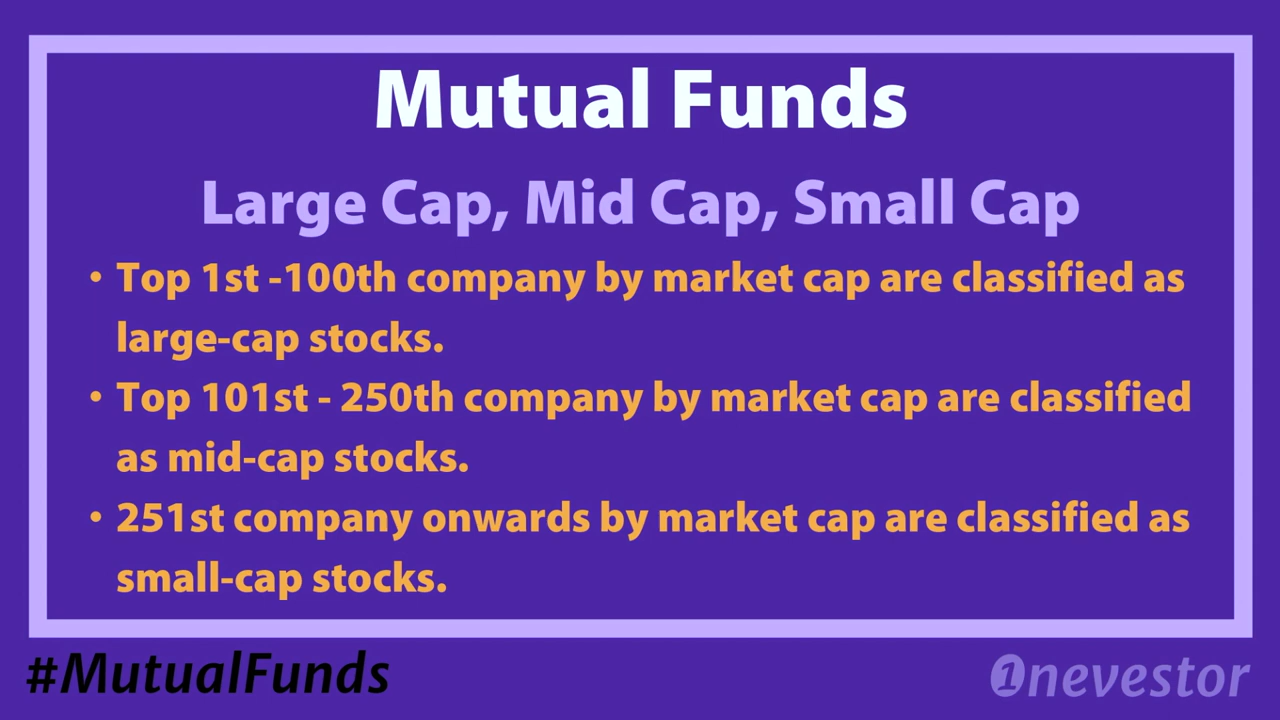 Mutual Funds
Large Cap, Mid Cap, Small Cap
• Top 1st -100th company by market cap are classified as
large-cap stocks.
• Top 101st - 250th company by market cap are classified
as mid-cap stocks.
• 251st company onwards by market cap are classified as
small-cap stocks.
#MutualFunds
1nevestor